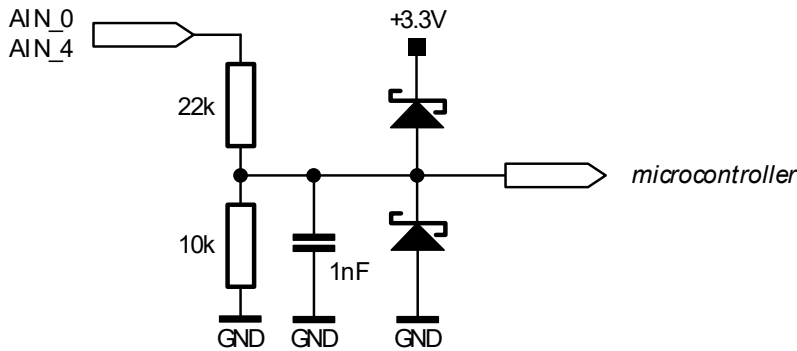 AIN_0
AIN_4
+3.3V
22k
microcontroller
10k
1nF
GND GND GND